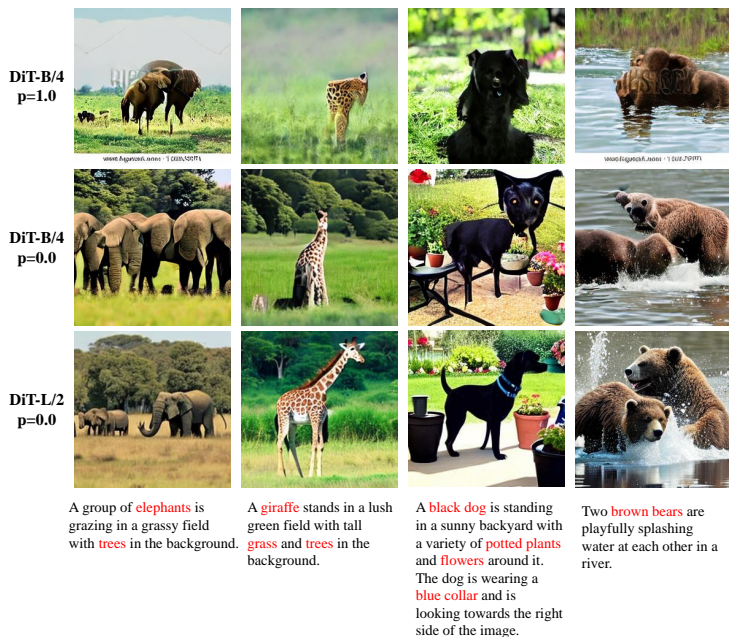 DiT-B/4
p=1.0
DiT-B/4
p=0.0
DiT-L/2
p=0.0
A group of elephants is
grazing in a grassy field
with trees in the background.
A giraffe stands in a lush
green field with tall
grass and trees in the
background.
A black dog is standing
in a sunny backyard with
a variety of potted plants
and flowers around it.
The dog is wearing a
blue collar and is
looking towards the right
side of the image.
Two brown bears are
playfully splashing
water at each other in a
river.